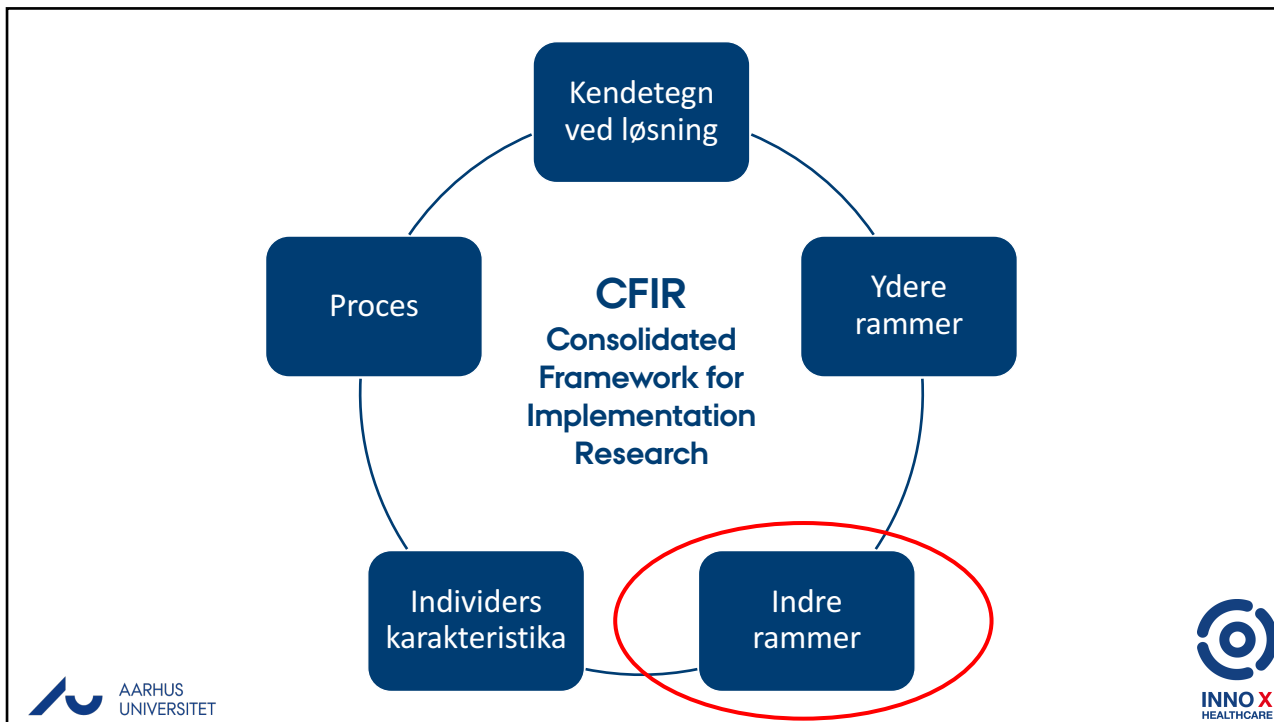 Kendetegn
ved løsning
Proces
CFIR
Consolidated
Framework for
Implementation
Research
Ydere
rammer
Individers
karakteristika
Indre
rammer
AARHUS
UNIVERSITET
INNO X
HEALTHCARE